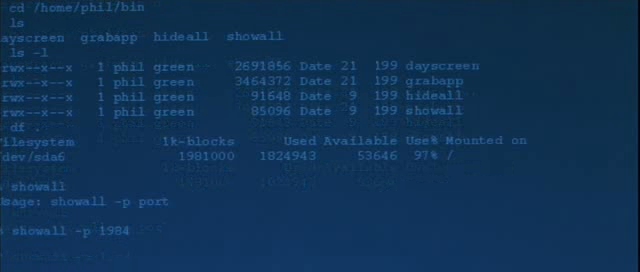 cd /home/phil/bin
ls
ayscreen grabapp hideall showall
ls -l
rwx--x--x 1 phil green 2691856 Date 21 199 dayscreen
rwx--x--x 1 phil green 3464372 Date 21 199 grabapp
rwx--x--x 1 phil green 91648 Date 9 199 hideall
rwx--x--x 1 phil green 85096 Date 9 199 showall
df .
ilesystem 1k-blocks Used Available Use% Mounted on
dev/sda6 1981000 1824943 53646 97% /
showall
sage: showall -p port
showall -p 1984